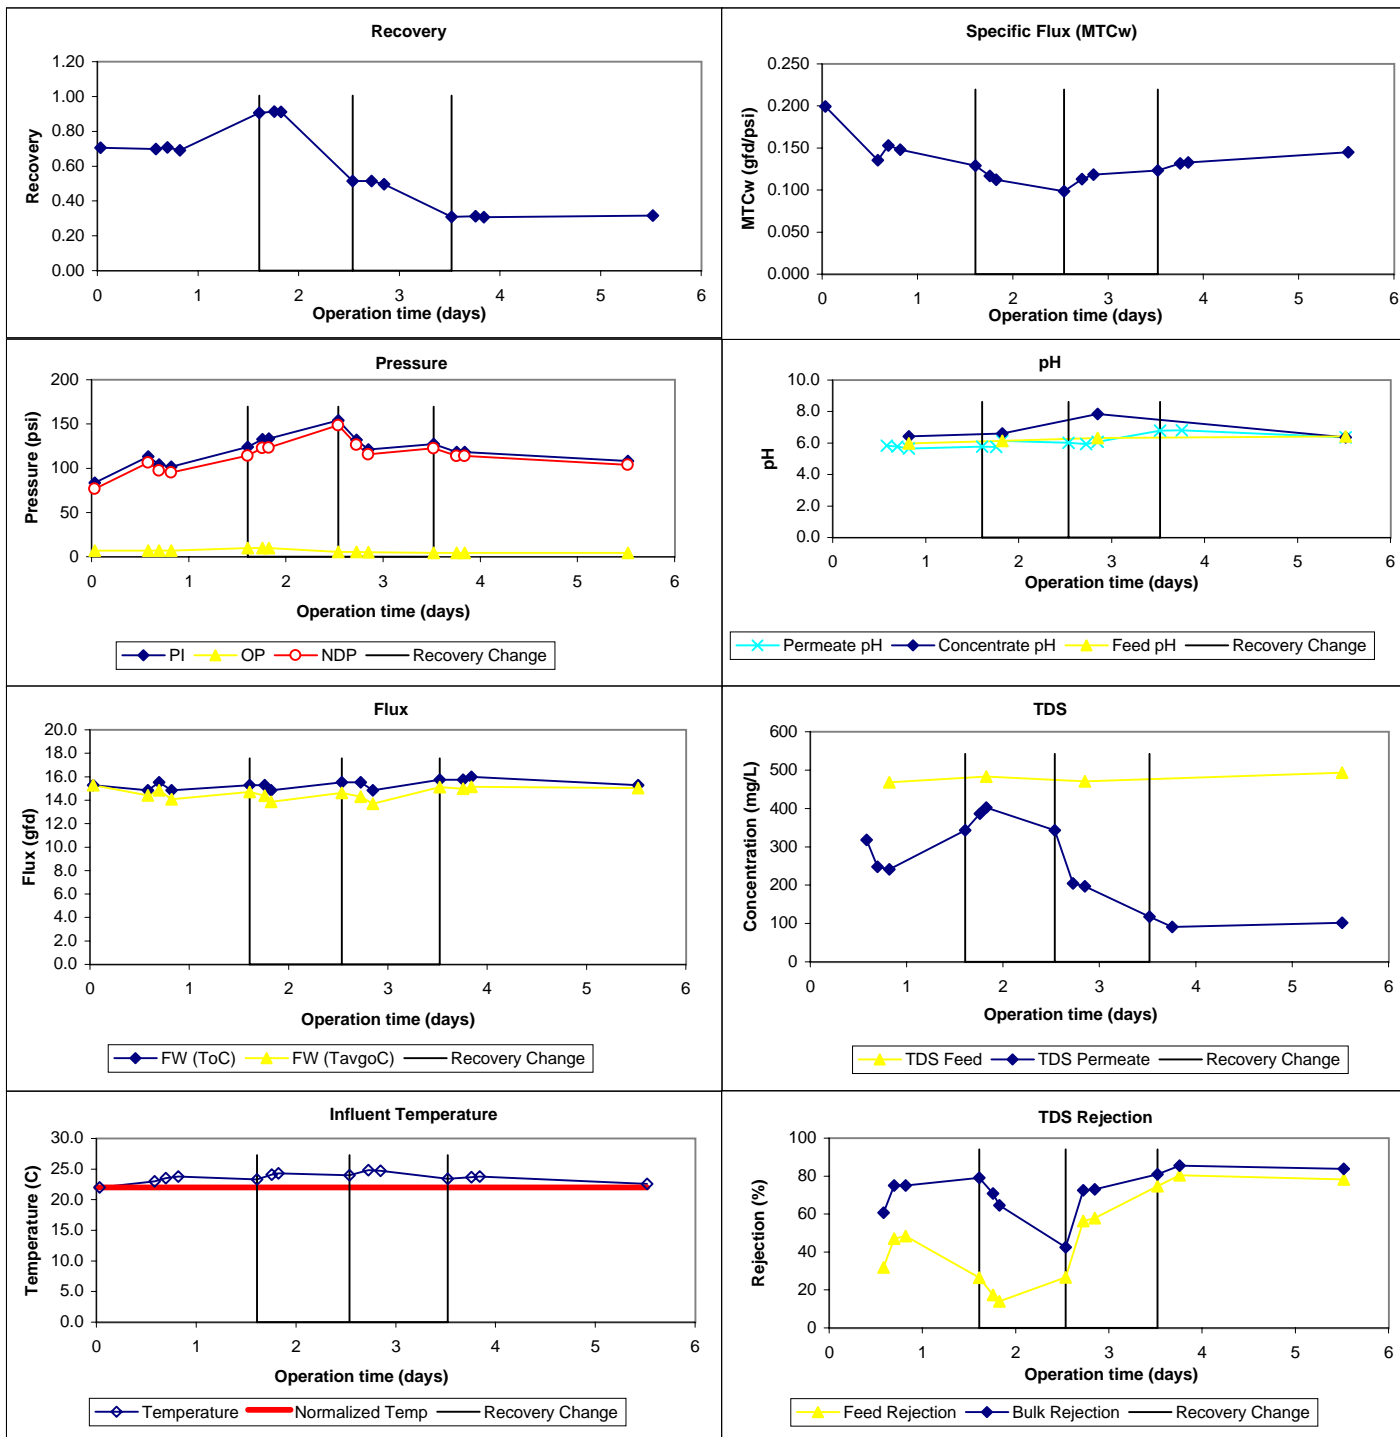 Recovery
1.20
1.00
0.80
0.60
0.40
0.20
0.00
Recovery
0 1 2 3 4 5 6
Operation time (days)
Specific Flux (MTCw)
0.250
0.200
0.150
0.100
0.050
0.000
MTCw (gfd/psi)
0 1 2 3 4 5 6
Operation time (days)
Pressure
200
150
100
50
0
Pressure (psi)
0 1 2 3 4 5 6
Operation time (days)
PI OP NDP Recovery Change
pH
10.0
8.0
6.0
4.0
2.0
0.0
pH
0 1 2 3 4 5 6
Operation time (days)
Permeate pH Concentrate pH Feed pH Recovery Change
Flux
20.0
18.0
16.0
14.0
12.0
10.0
8.0
6.0
4.0
2.0
0.0
Flux (gfd)
0 1 2 3 4 5 6
Operation time (days)
FW (ToC) FW (TavgoC) Recovery Change
TDS
600
500
400
300
200
100
0
Concentration (mg/L)
0 1 2 3 4 5 6
Operation time (days)
TDS Feed TDS Permeate Recovery Change
Influent Temperature
30.0
25.0
20.0
15.0
10.0
5.0
0.0
Temperature (C)
0 1 2 3 4 5 6
Operation time (days)
Temperature Normalized Temp Recovery Change
TDS Rejection
100
80
60
40
20
0
Rejection (%)
0 1 2 3 4 5 6
Operation time (days)
Feed Rejection Bulk Rejection Recovery Change